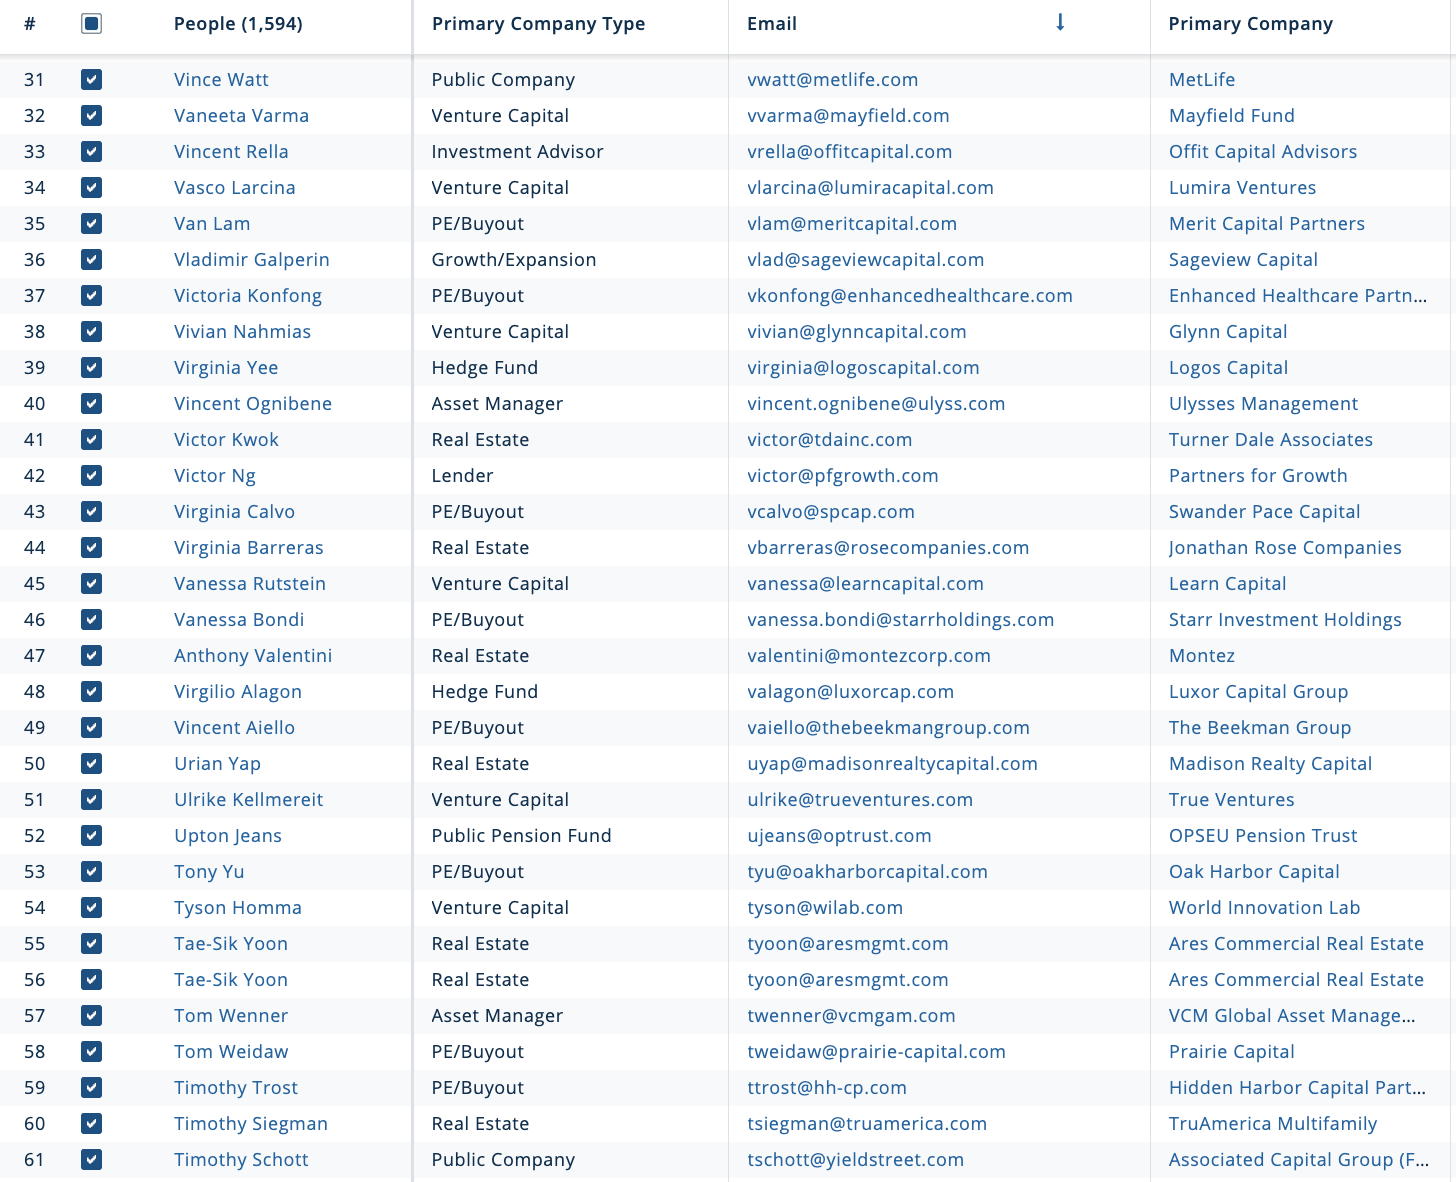 # People (1,594) Primary Company Type Email ↓ Primary Company
31 Vince Watt Public Company vwatt@metlife.com MetLife
32 Vaneeta Varma Venture Capital vvarma@mayfield.com Mayfield Fund
33 Vincent Rella Investment Advisor vrella@offitcapital.com Offit Capital Advisors
34 Vasco Larcina Venture Capital vlarcina@lumiracapital.com Lumira Ventures
35 Van Lam PE/Buyout vlam@meritcapital.com Merit Capital Partners
36 Vladimir Galperin Growth/Expansion vlad@sageviewcapital.com Sageview Capital
37 Victoria Konfong PE/Buyout vkonfong@enhancedhealthcare.com Enhanced Healthcare Partn...
38 Vivian Nahmias Venture Capital vivian@glynncapital.com Glynn Capital
39 Virginia Yee Hedge Fund virginia@logoscapital.com Logos Capital
40 Vincent Ognibene Asset Manager vincent.ognibene@ulyss.com Ulysses Management
41 Victor Kwok Real Estate victor@tdainc.com Turner Dale Associates
42 Victor Ng Lender victor@pfgrowth.com Partners for Growth
43 Virginia Calvo PE/Buyout vcalvo@spcap.com Swander Pace Capital
44 Virginia Barreras Real Estate vbarreras@rosecompanies.com Jonathan Rose Companies
45 Vanessa Rutstein Venture Capital vanessa@learncapital.com Learn Capital
46 Vanessa Bondi PE/Buyout vanessa.bondi@starrholdings.com Starr Investment Holdings
47 Anthony Valentini Real Estate valentini@montezcorp.com Montez
48 Virgilio Alagon Hedge Fund valagon@luxorcap.com Luxor Capital Group
49 Vincent Aiello PE/Buyout vaiello@thebeekmangroup.com The Beekman Group
50 Urian Yap Real Estate uyap@madisonrealtycapital.com Madison Realty Capital
51 Ulrike Kellmereit Venture Capital ulrike@trueventures.com True Ventures
52 Upton Jeans Public Pension Fund ujeans@optrust.com OPSEU Pension Trust
53 Tony Yu PE/Buyout tyu@oakharborcapital.com Oak Harbor Capital
54 Tyson Homma Venture Capital tyson@wilab.com World Innovation Lab
55 Tae-Sik Yoon Real Estate tyoon@aresmgmt.com Ares Commercial Real Estate
56 Tae-Sik Yoon Real Estate tyoon@aresmgmt.com Ares Commercial Real Estate
57 Tom Wenner Asset Manager twenner@vcmgam.com VCM Global Asset Manage...
58 Tom Weidaw PE/Buyout tweidaw@prairie-capital.com Prairie Capital
59 Timothy Trost PE/Buyout ttrost@hh-cp.com Hidden Harbor Capital Part...
60 Timothy Siegman Real Estate tsiegman@truamerica.com TruAmerica Multifamily
61 Timothy Schott Public Company tschott@yieldstreet.com Associated Capital Group (F...